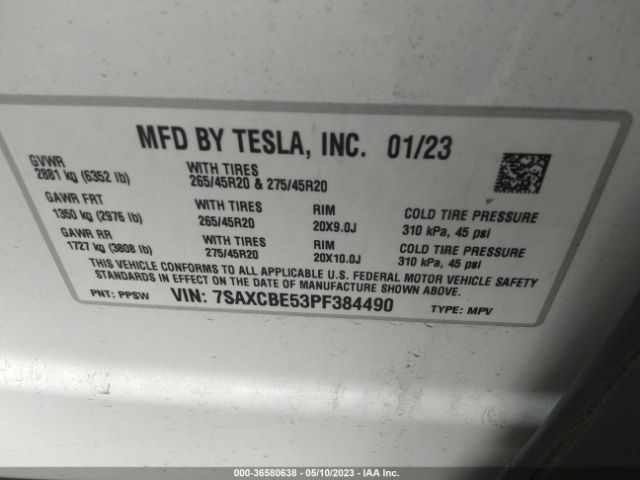 MFD BY TESLA, INC. 01/23
GVWR
2881 kg (6352 lb)
WITH TIRES
265/45R20 & 275/45R20
GAWR FRT
1350 kg (2976 lb)
WITH TIRES
265/45R20
RIM
20X9.0J
COLD TIRE PRESSURE
310 kPa, 45 psi
GAWR RR
1727 kg (3808 lb)
WITH TIRES
275/45R20
RIM
20X10.0J
COLD TIRE PRESSURE
310 kPa, 45 psi
THIS VEHICLE CONFORMS TO ALL APPLICABLE U.S. FEDERAL MOTOR VEHICLE SAFETY
STANDARDS IN EFFECT ON THE DATE OF MANUFACTURE SHOWN ABOVE.
PNT: PPSW VIN: 7SAXCBE53PF384490 TYPE: MPV
000-36580638 - 05/10/2023 - IAA Inc.